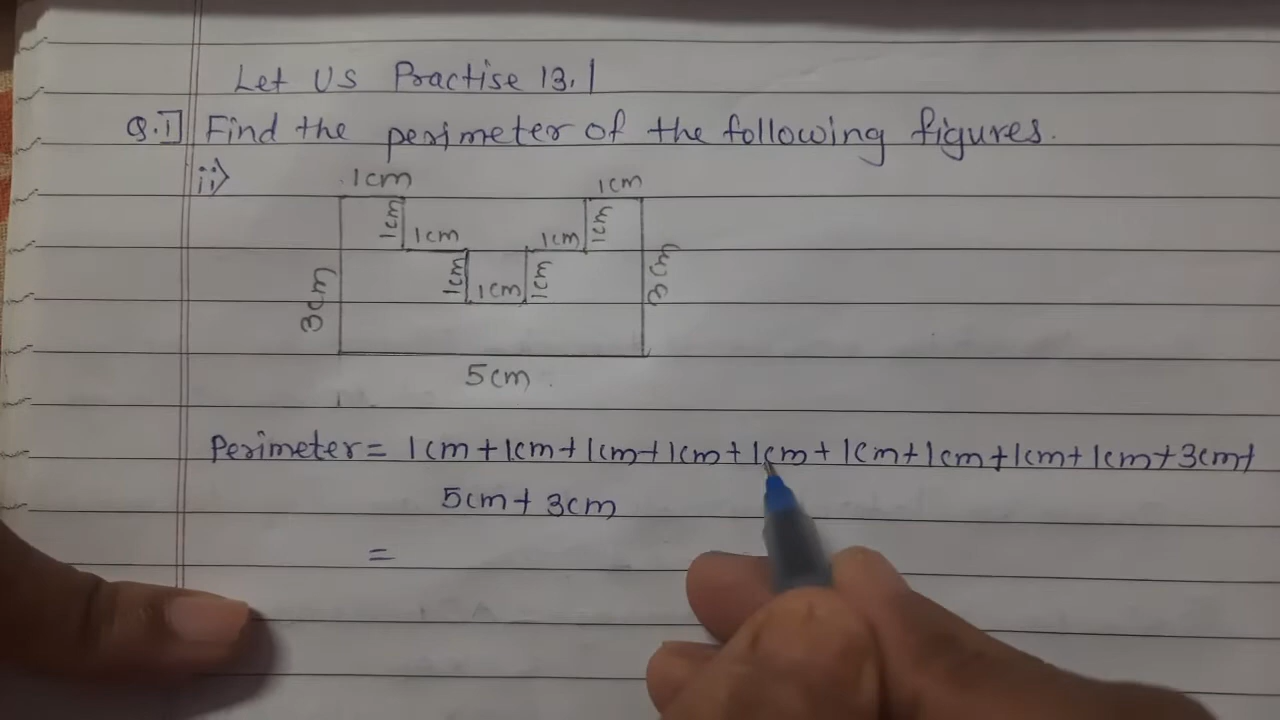 Let US Practise 13.1
Q.1] Find the perimeter of the following figures.
ii>
1cm 1cm
1cm 1cm
1cm 1cm
1cm 1cm 1cm
3cm 3cm
5cm
Perimeter = 1cm + 1cm + 1cm + 1cm + 1cm + 1cm + 1cm + 1cm + 1cm + 3cm +
5cm + 3cm
=